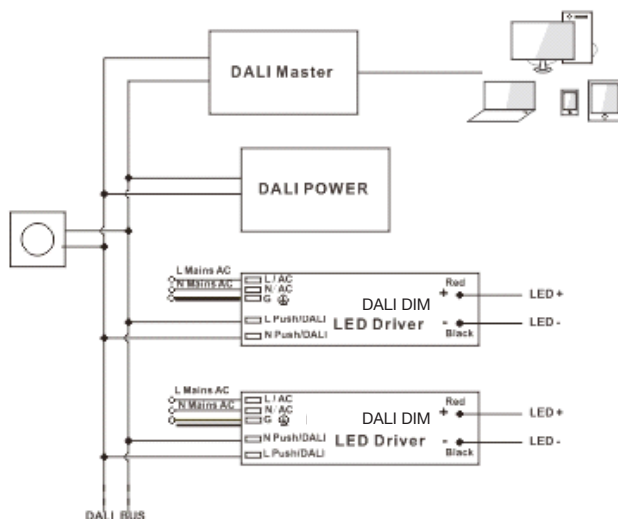 DALI Master
DALI POWER
L Mains AC
N Mains AC
L / AC
N / AC
G
L Push/DALI
N Push/DALI
DALI DIM
LED Driver
Red
+
-
Black
LED +
LED -
L Mains AC
N Mains AC
L / AC
N / AC
G
N Push/DALI
L Push/DALI
DALI DIM
LED Driver
Red
+
-
Black
LED +
LED -
DALI BUS